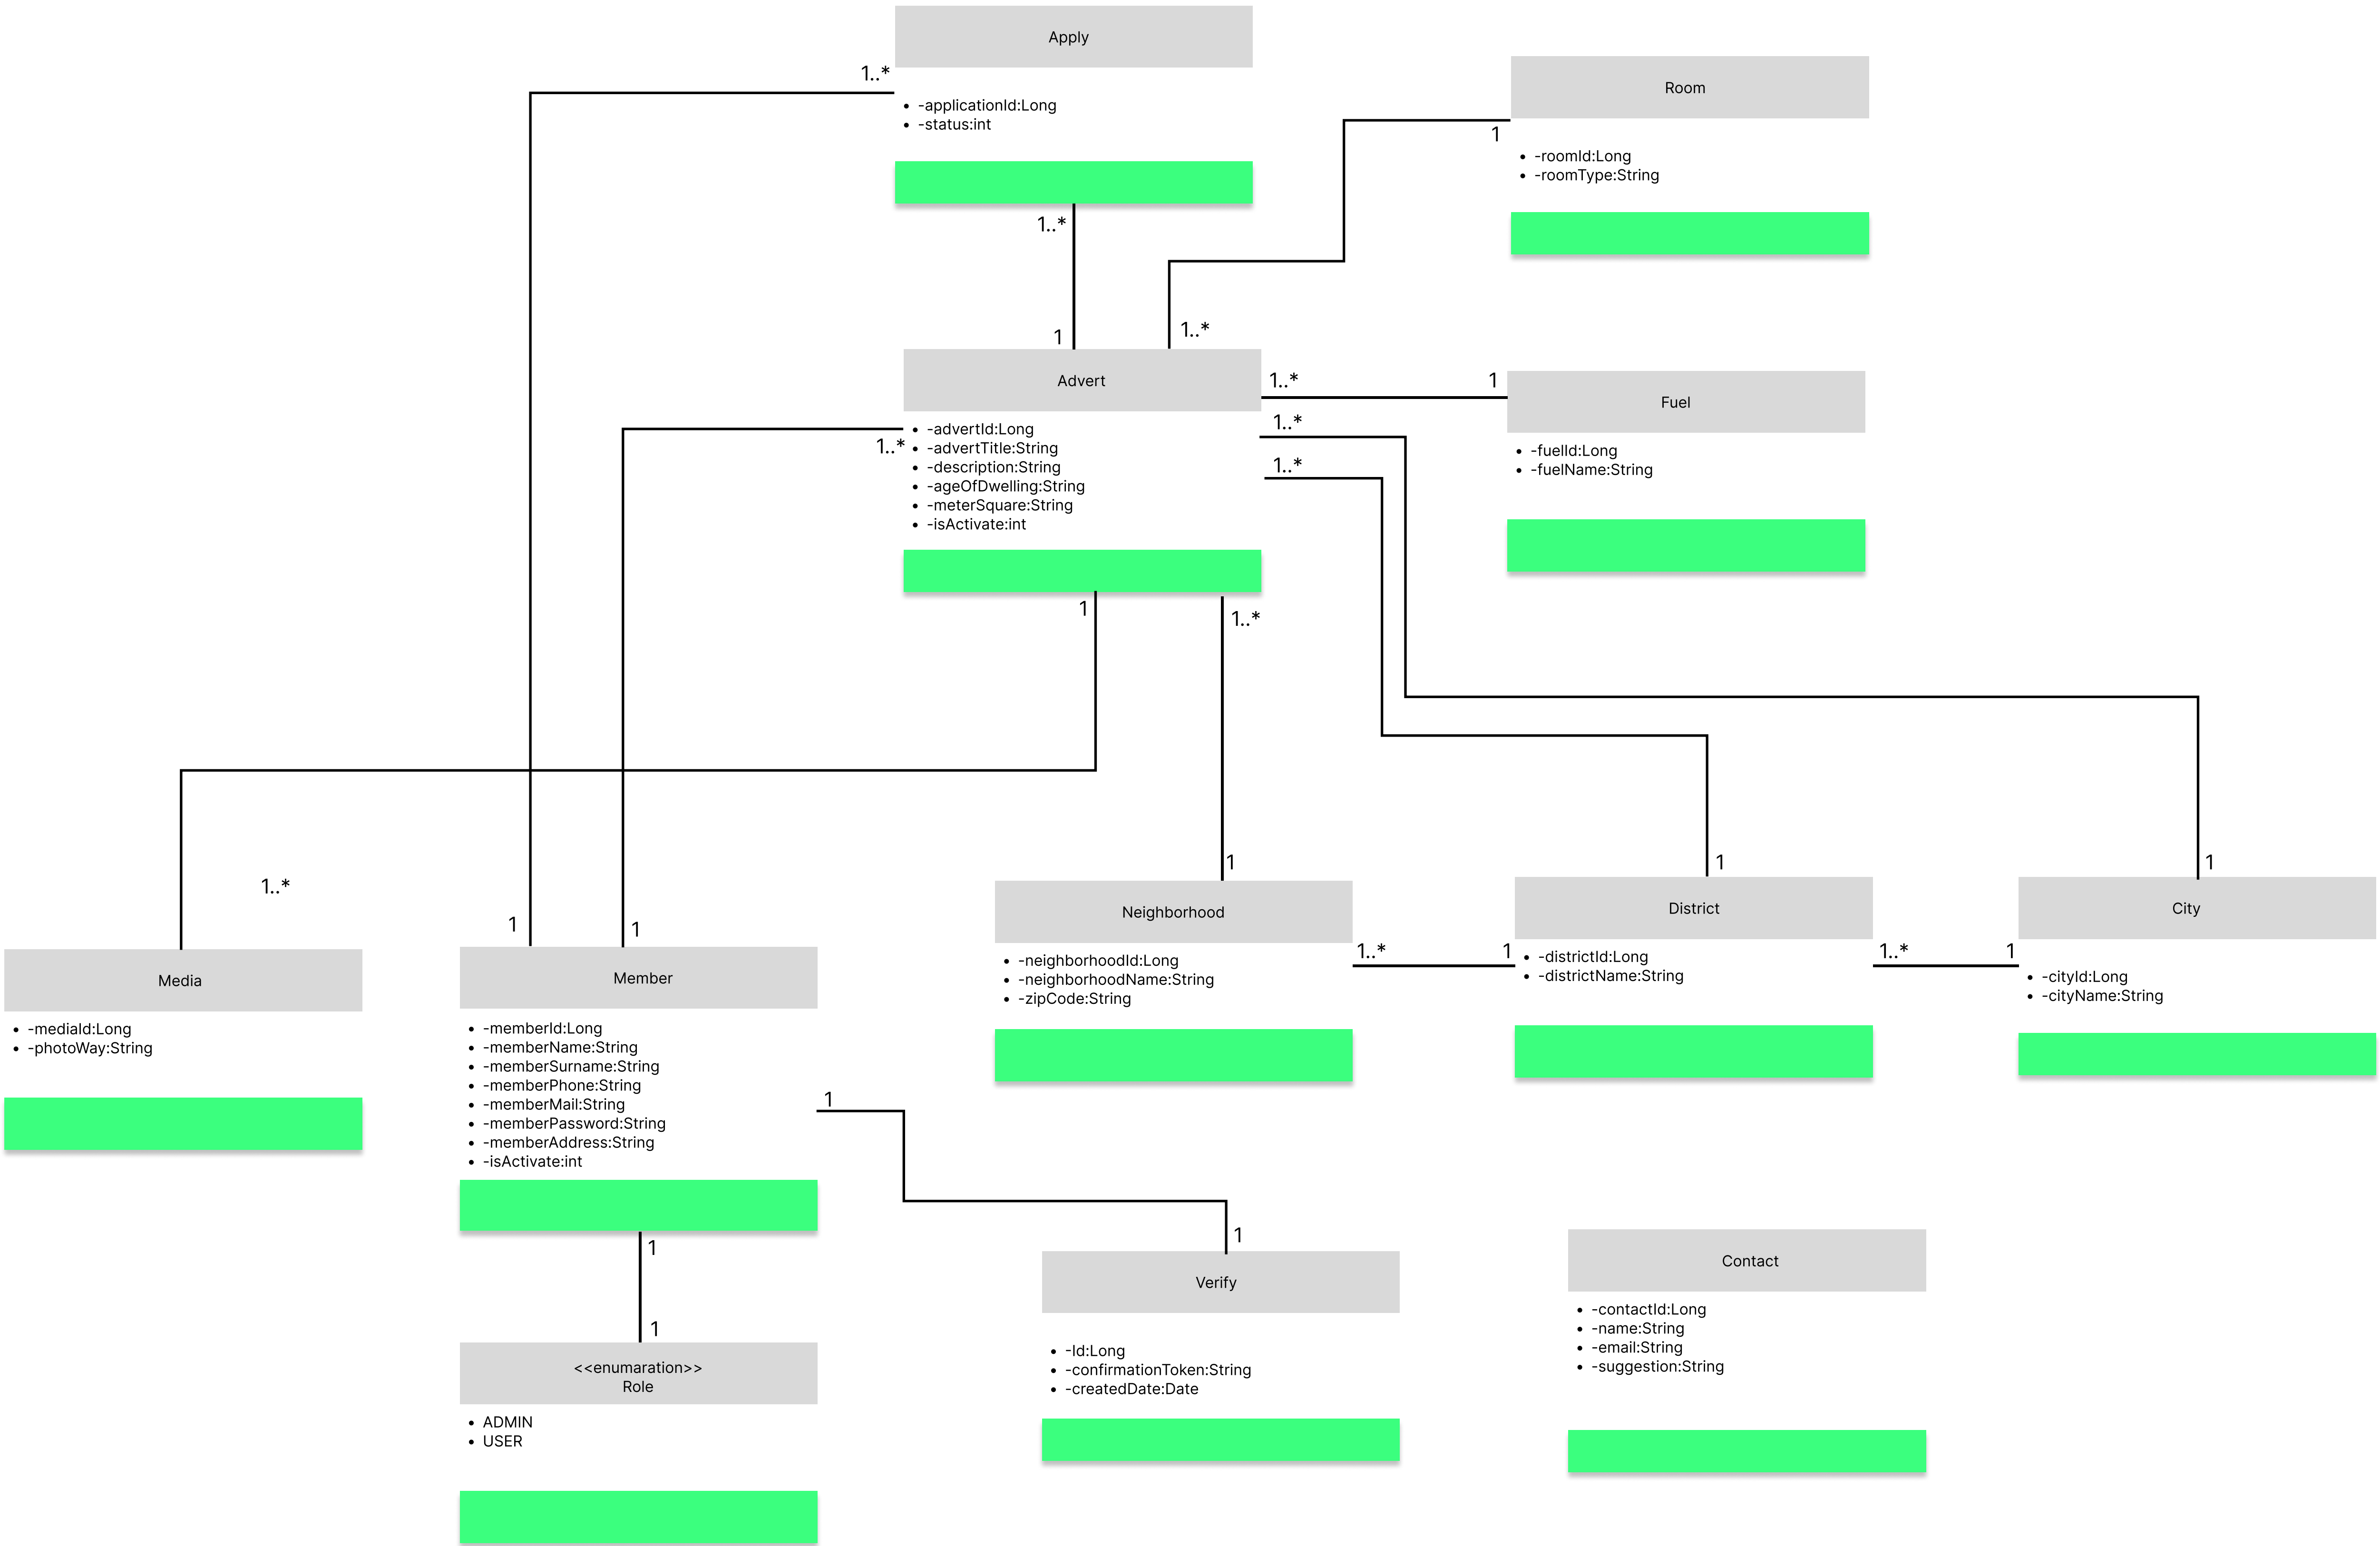 Apply
1..*
-applicationId:Long
-status:int
1..*
1
Room
1
-roomId:Long
-roomType:String
1..*
Advert
1..*
-advertId:Long
-advertTitle:String
-description:String
-ageOfDwelling:String
-meterSquare:String
-isActivate:int
1..*
1
1..*
1..*
Fuel
-fuelId:Long
-fuelName:String
1
1..*
1..*
1
1
1
1
1
1
Media
-mediaId:Long
-photoWay:String
Member
-memberId:Long
-memberName:String
-memberSurname:String
-memberPhone:String
-memberMail:String
-memberPassword:String
-memberAddress:String
-isActivate:int
Neighborhood
-neighborhoodId:Long
-neighborhoodName:String
-zipCode:String
1..*
1
District
-districtId:Long
-districtName:String
1..*
1
City
-cityId:Long
-cityName:String
1
1
1
1
<<enumaration>>
Role
ADMIN
USER
Verify
-Id:Long
-confirmationToken:String
-createdDate:Date
Contact
-contactId:Long
-name:String
-email:String
-suggestion:String